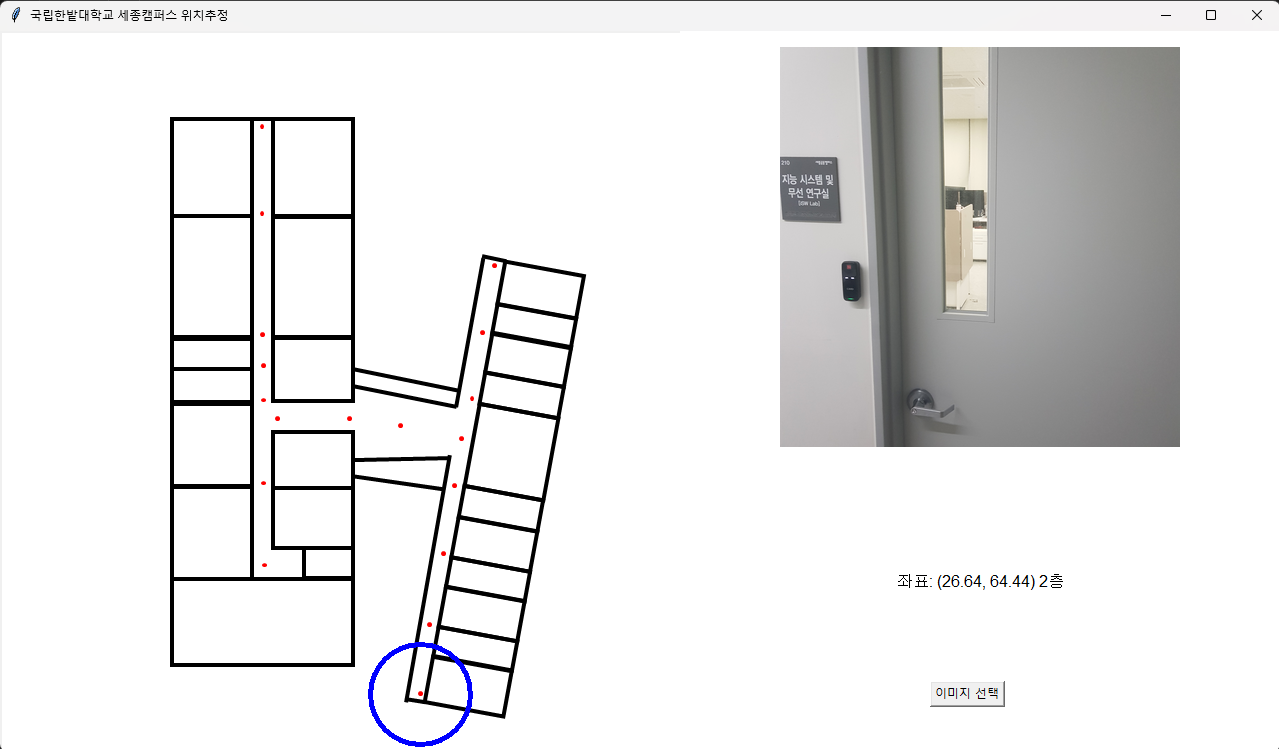 국립한밭대학교 세종캠퍼스 위치추정
210
지능 시스템 및
무선 연구실
[ISW Lab]
좌표: (26.64, 64.44) 2층
이미지 선택